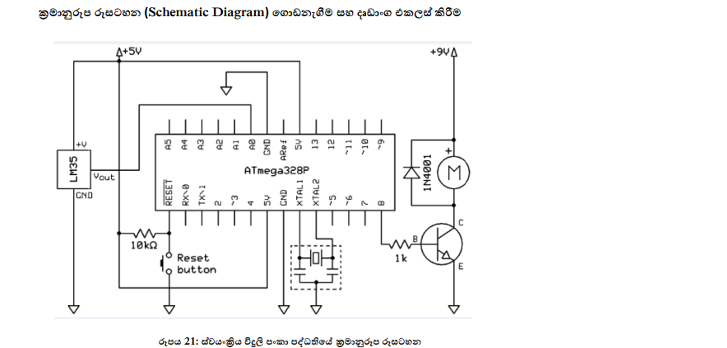 ක්‍රමානුරූප රූසටහන (Schematic Diagram) ගොඩනැගීම සහ දෘඩාංග එකලස් කිරීම
+5V
+9V
A5 A4 A3 A2 A1 A0 GND ARef 5V 13 12 ~11 ~10 ~9
+V
LM35
Vout
GND
ATmega328P
1N4001
+
M
RESET RX›0 TX›1 2 ~3 4 5V GND XTAL1 XTAL2 ~5 ~6 7 8
10kΩ
Reset
button
1k
B
C
E
රූපය 21: ස්වයංක්‍රීය විදුලි පංකා පද්ධතියේ ක්‍රමානුරූප රූසටහන